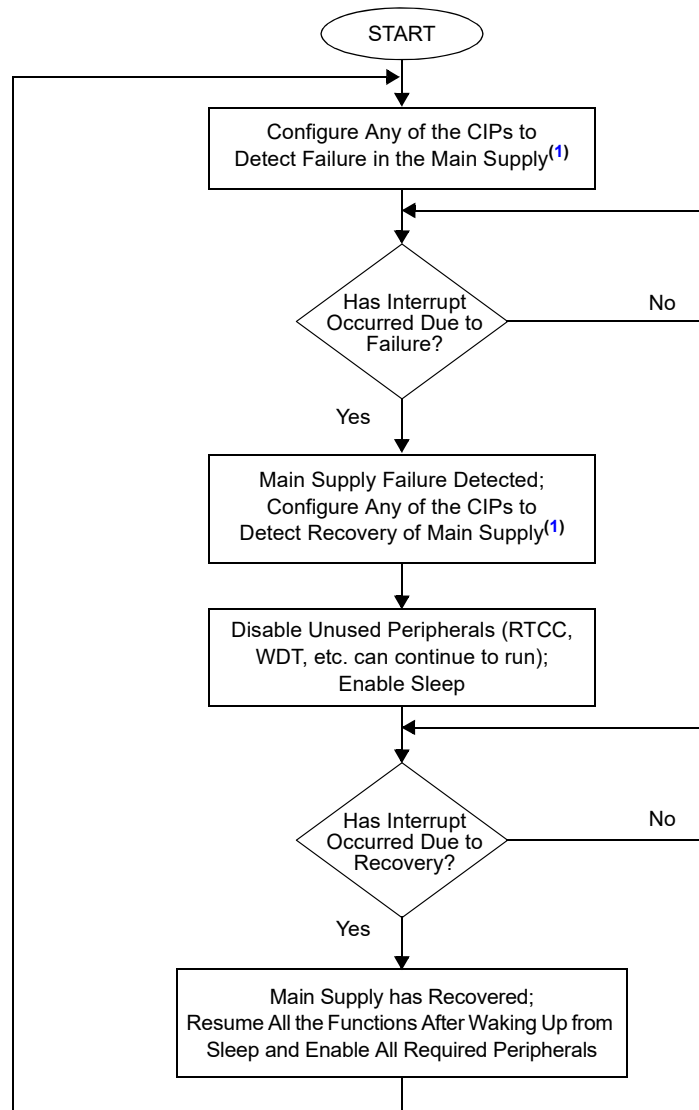 START
Configure Any of the CIPs to
Detect Failure in the Main Supply(1)
Has Interrupt
Occurred Due to
Failure?
No
Yes
Main Supply Failure Detected;
Configure Any of the CIPs to
Detect Recovery of Main Supply(1)
Disable Unused Peripherals (RTCC,
WDT, etc. can continue to run);
Enable Sleep
Has Interrupt
Occurred Due to
Recovery?
No
Yes
Main Supply has Recovered;
Resume All the Functions After Waking Up from
Sleep and Enable All Required Peripherals